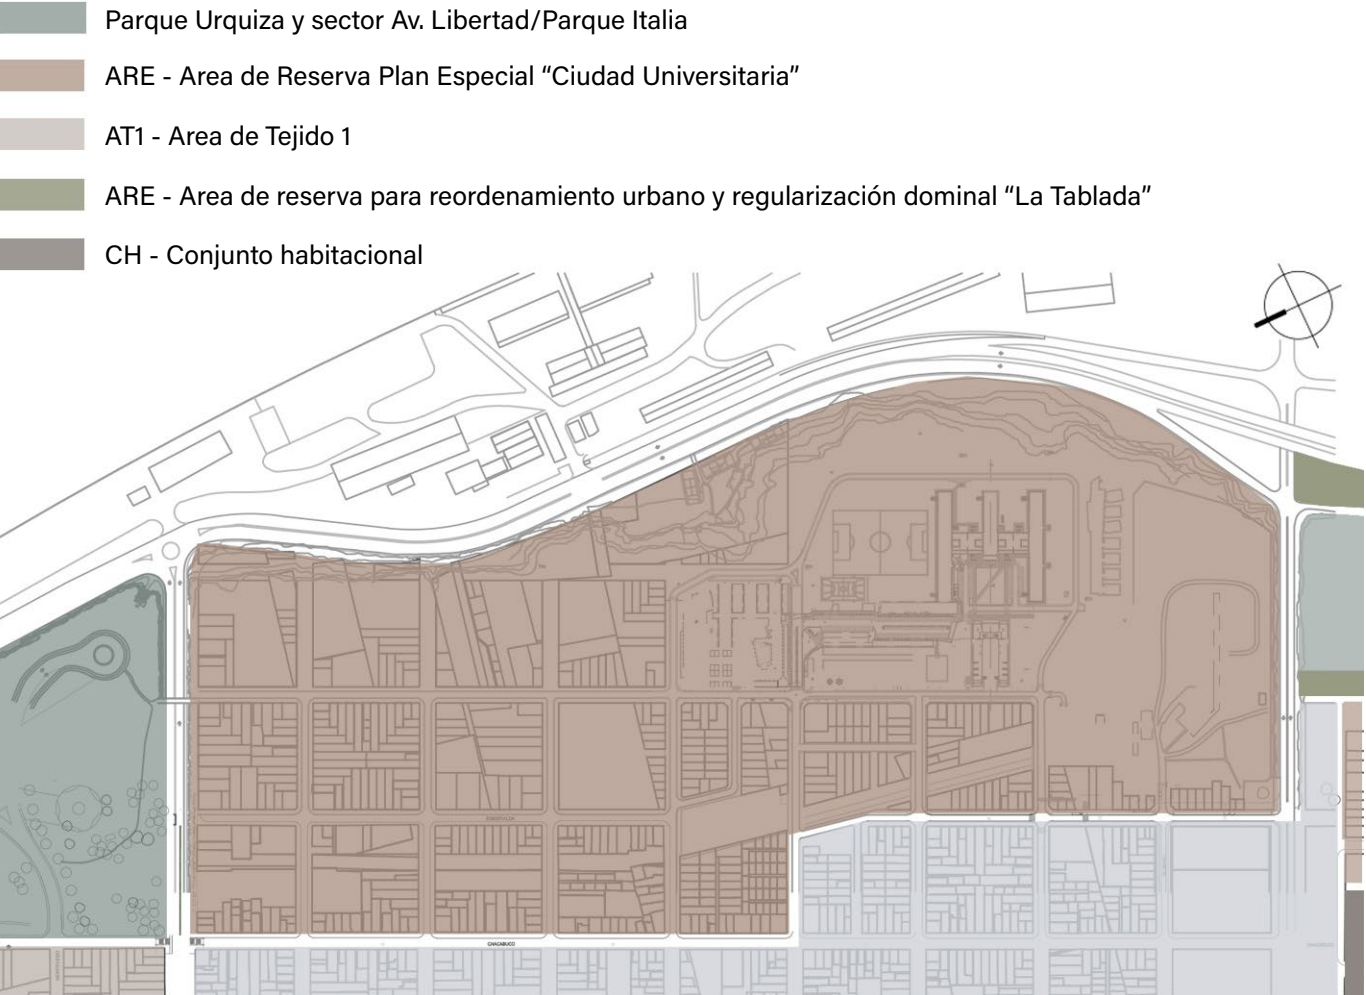 Parque Urquiza y sector Av. Libertad/Parque Italia
ARE - Area de Reserva Plan Especial “Ciudad Universitaria”
AT1 - Area de Tejido 1
ARE - Area de reserva para reordenamiento urbano y regularización dominal “La Tablada”
CH - Conjunto habitacional
ESMERALDA
CHACABUCO